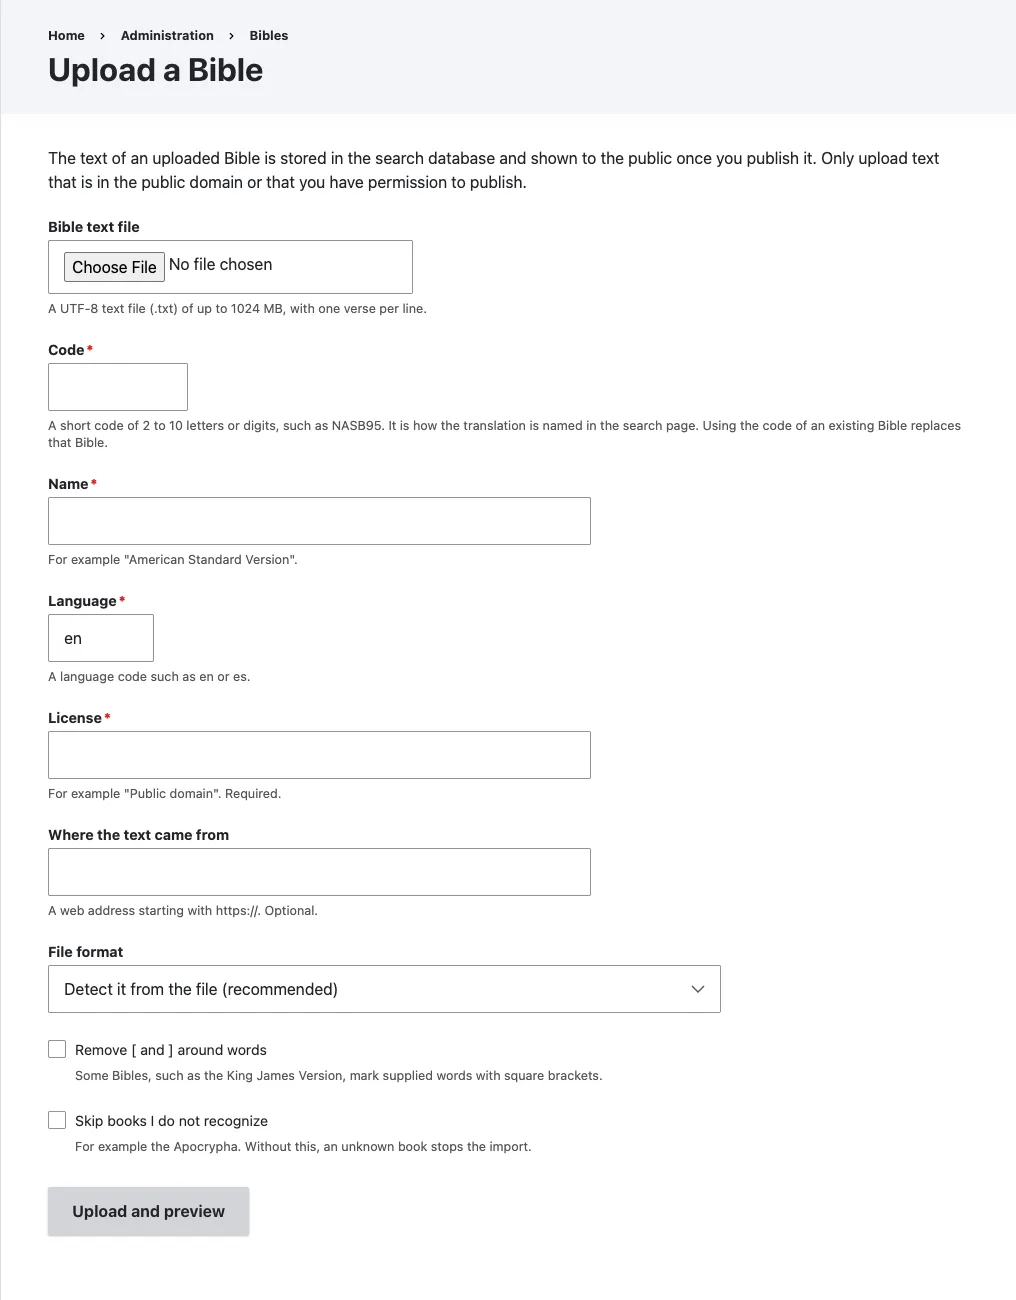 Home › Administration › Bibles
Upload a Bible
The text of an uploaded Bible is stored in the search database and shown to the public once you publish it. Only upload text
that is in the public domain or that you have permission to publish.
Bible text file
Choose File No file chosen
A UTF-8 text file (.txt) of up to 1024 MB, with one verse per line.
Code*
A short code of 2 to 10 letters or digits, such as NASB95. It is how the translation is named in the search page. Using the code of an existing Bible replaces
that Bible.
Name*
For example "American Standard Version".
Language*
en
A language code such as en or es.
License*
For example "Public domain". Required.
Where the text came from
A web address starting with https://. Optional.
File format
Detect it from the file (recommended)
Remove [ and ] around words
Some Bibles, such as the King James Version, mark supplied words with square brackets.
Skip books I do not recognize
For example the Apocrypha. Without this, an unknown book stops the import.
Upload and preview